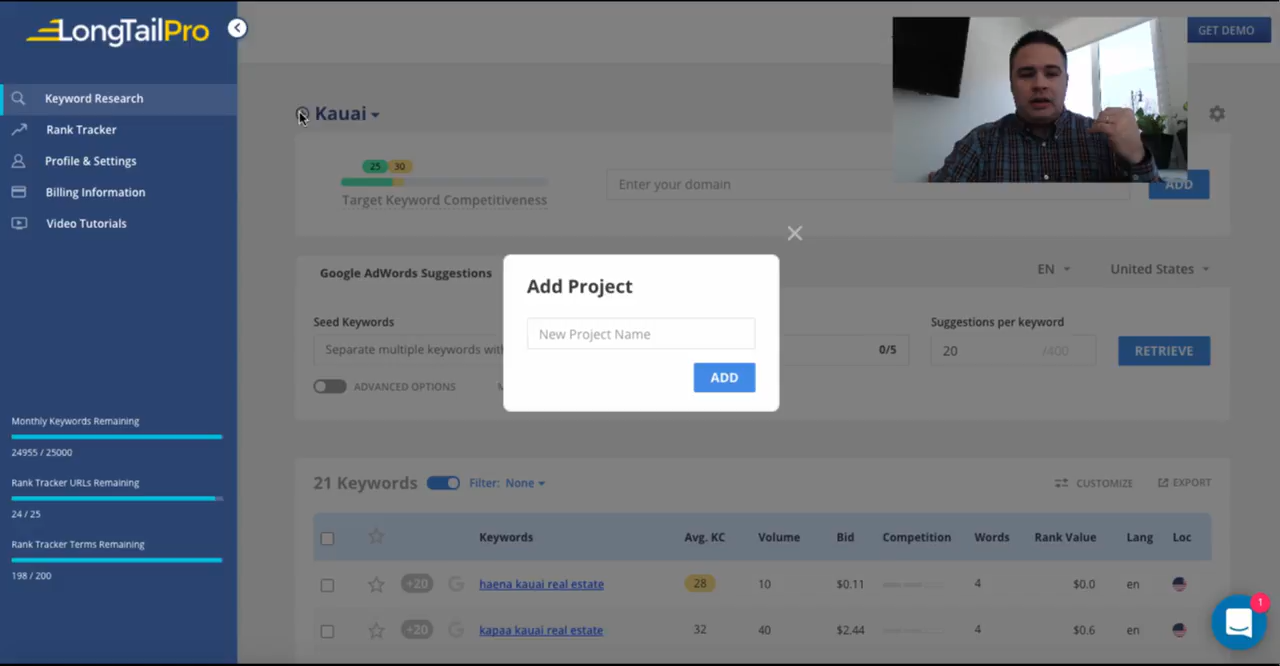 LongTailPro
GET DEMO
Keyword Research
Rank Tracker
Profile & Settings
Billing Information
Video Tutorials
Monthly Keywords Remaining
24955 / 25000
Rank Tracker URLs Remaining
24 / 25
Rank Tracker Terms Remaining
198 / 200
Kauai
25 30
Target Keyword Competitiveness
Enter your domain
ADD
Google AdWords Suggestions
EN
United States
Seed Keywords
Suggestions per keyword
Separate multiple keywords with
0/5
20
/400
RETRIEVE
ADVANCED OPTIONS
Add Project
New Project Name
ADD
21 Keywords
Filter: None
CUSTOMIZE
EXPORT
Keywords Avg. KC Volume Bid Competition Words Rank Value Lang Loc
+20 haena kauai real estate 28 10 $0.11 4 $0.0 en
+20 kapaa kauai real estate 32 40 $2.44 4 $0.6 en
1